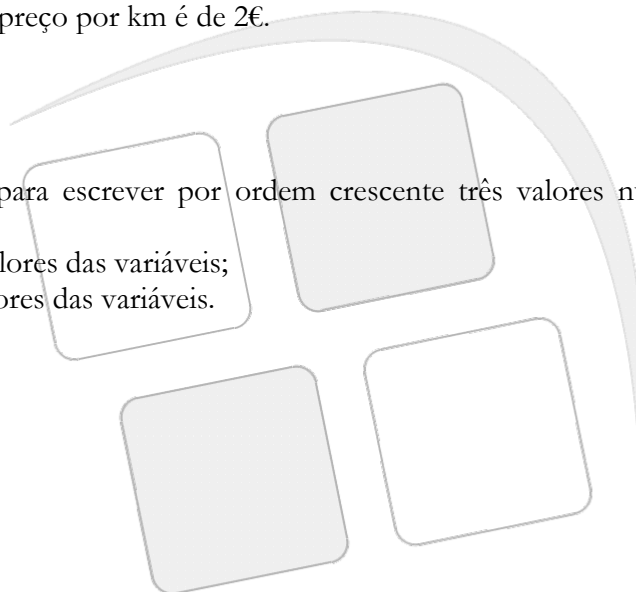 preço por km é de 2€.
para escrever por ordem crescente três valores
lores das variáveis;
ores das variáveis.